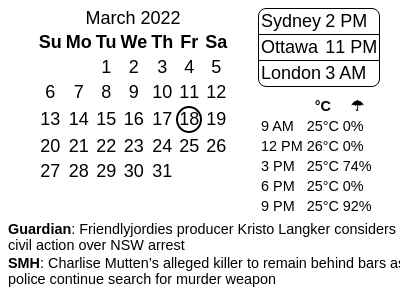 March 2022
Su Mo Tu We Th Fr Sa
1 2 3 4 5
6 7 8 9 10 11 12
13 14 15 16 17 18 19
20 21 22 23 24 25 26
27 28 29 30 31
Sydney 2 PM
Ottawa 11 PM
London 3 AM
°C ☂
9 AM 25°C 0%
12 PM 26°C 0%
3 PM 25°C 74%
6 PM 25°C 0%
9 PM 25°C 92%
Guardian: Friendlyjordies producer Kristo Langker considers
civil action over NSW arrest
SMH: Charlise Mutten’s alleged killer to remain behind bars as
police continue search for murder weapon